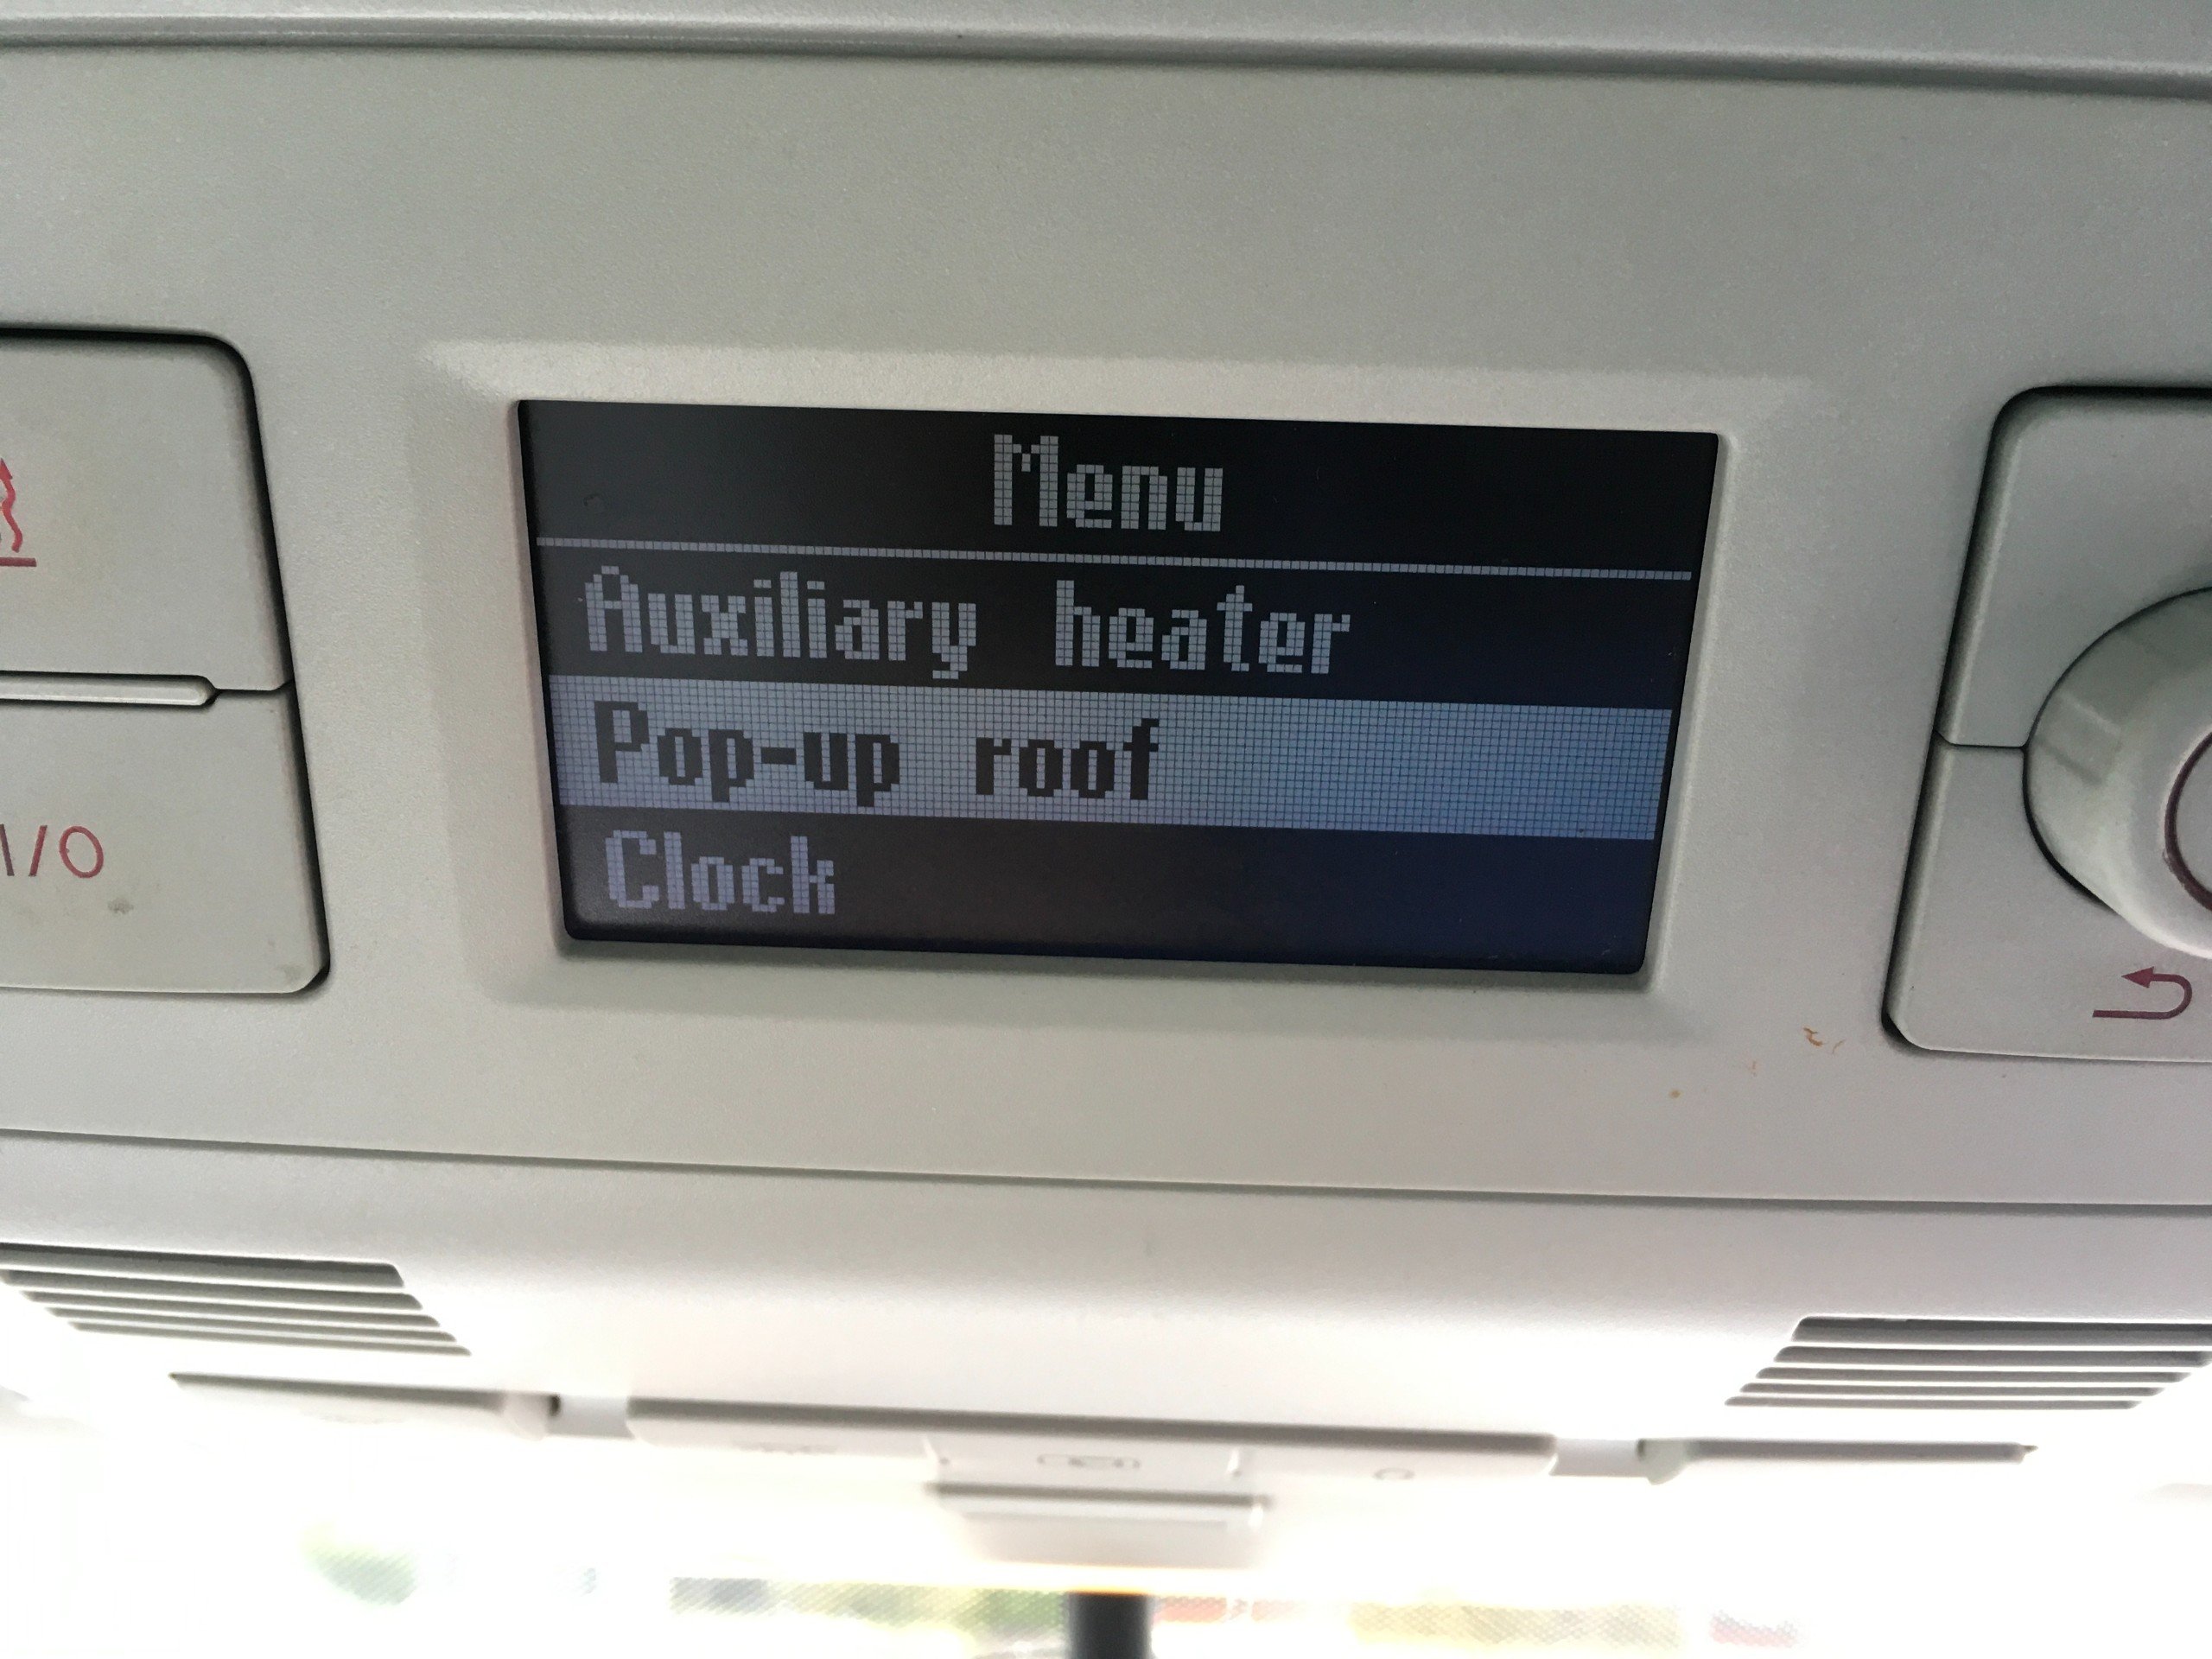 Menu
Auxiliary heater
Pop-up roof
Clock
I/O